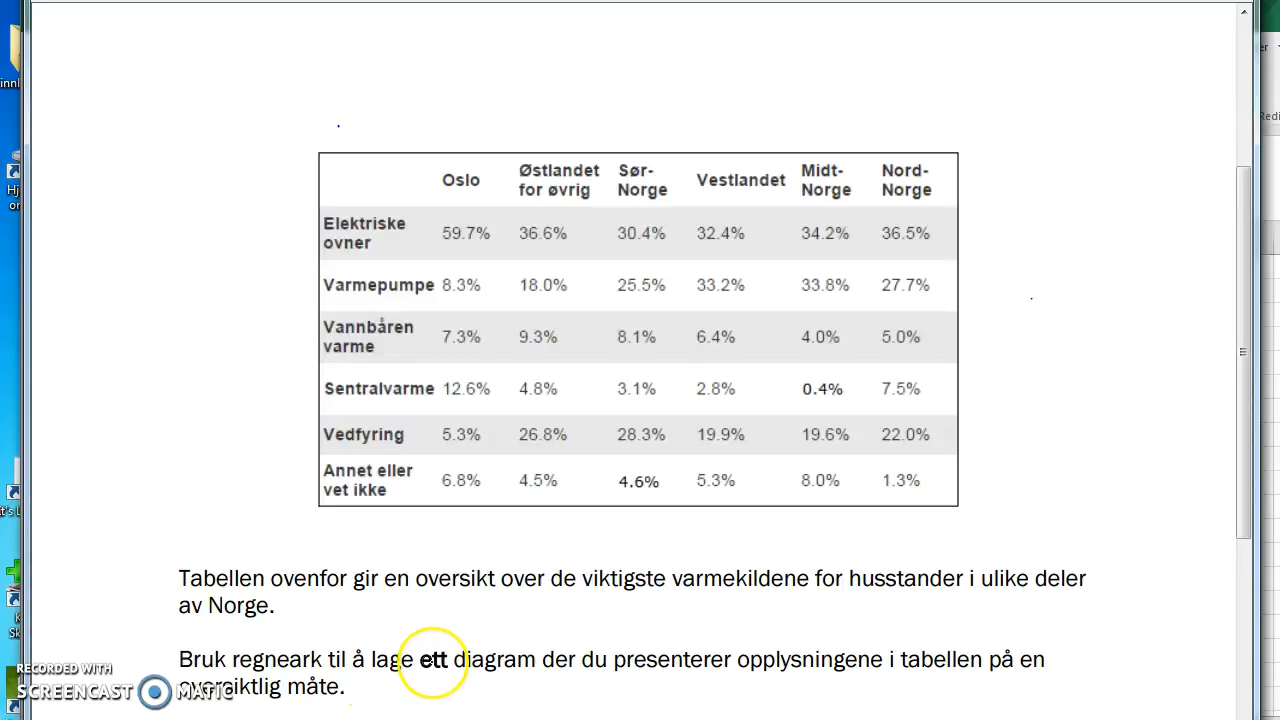 Oslo Østlandet for øvrig Sør-Norge Vestlandet Midt-Norge Nord-Norge
Elektriske ovner 59.7% 36.6% 30.4% 32.4% 34.2% 36.5%
Varmepumpe 8.3% 18.0% 25.5% 33.2% 33.8% 27.7%
Vannbåren varme 7.3% 9.3% 8.1% 6.4% 4.0% 5.0%
Sentralvarme 12.6% 4.8% 3.1% 2.8% 0.4% 7.5%
Vedfyring 5.3% 26.8% 28.3% 19.9% 19.6% 22.0%
Annet eller vet ikke 6.8% 4.5% 4.6% 5.3% 8.0% 1.3%
Tabellen ovenfor gir en oversikt over de viktigste varmekildene for husstander i ulike deler
av Norge.
Bruk regneark til å lage ett diagram der du presenterer opplysningene i tabellen på en
oversiktlig måte.
RECORDED WITH
SCREENCAST MATIC